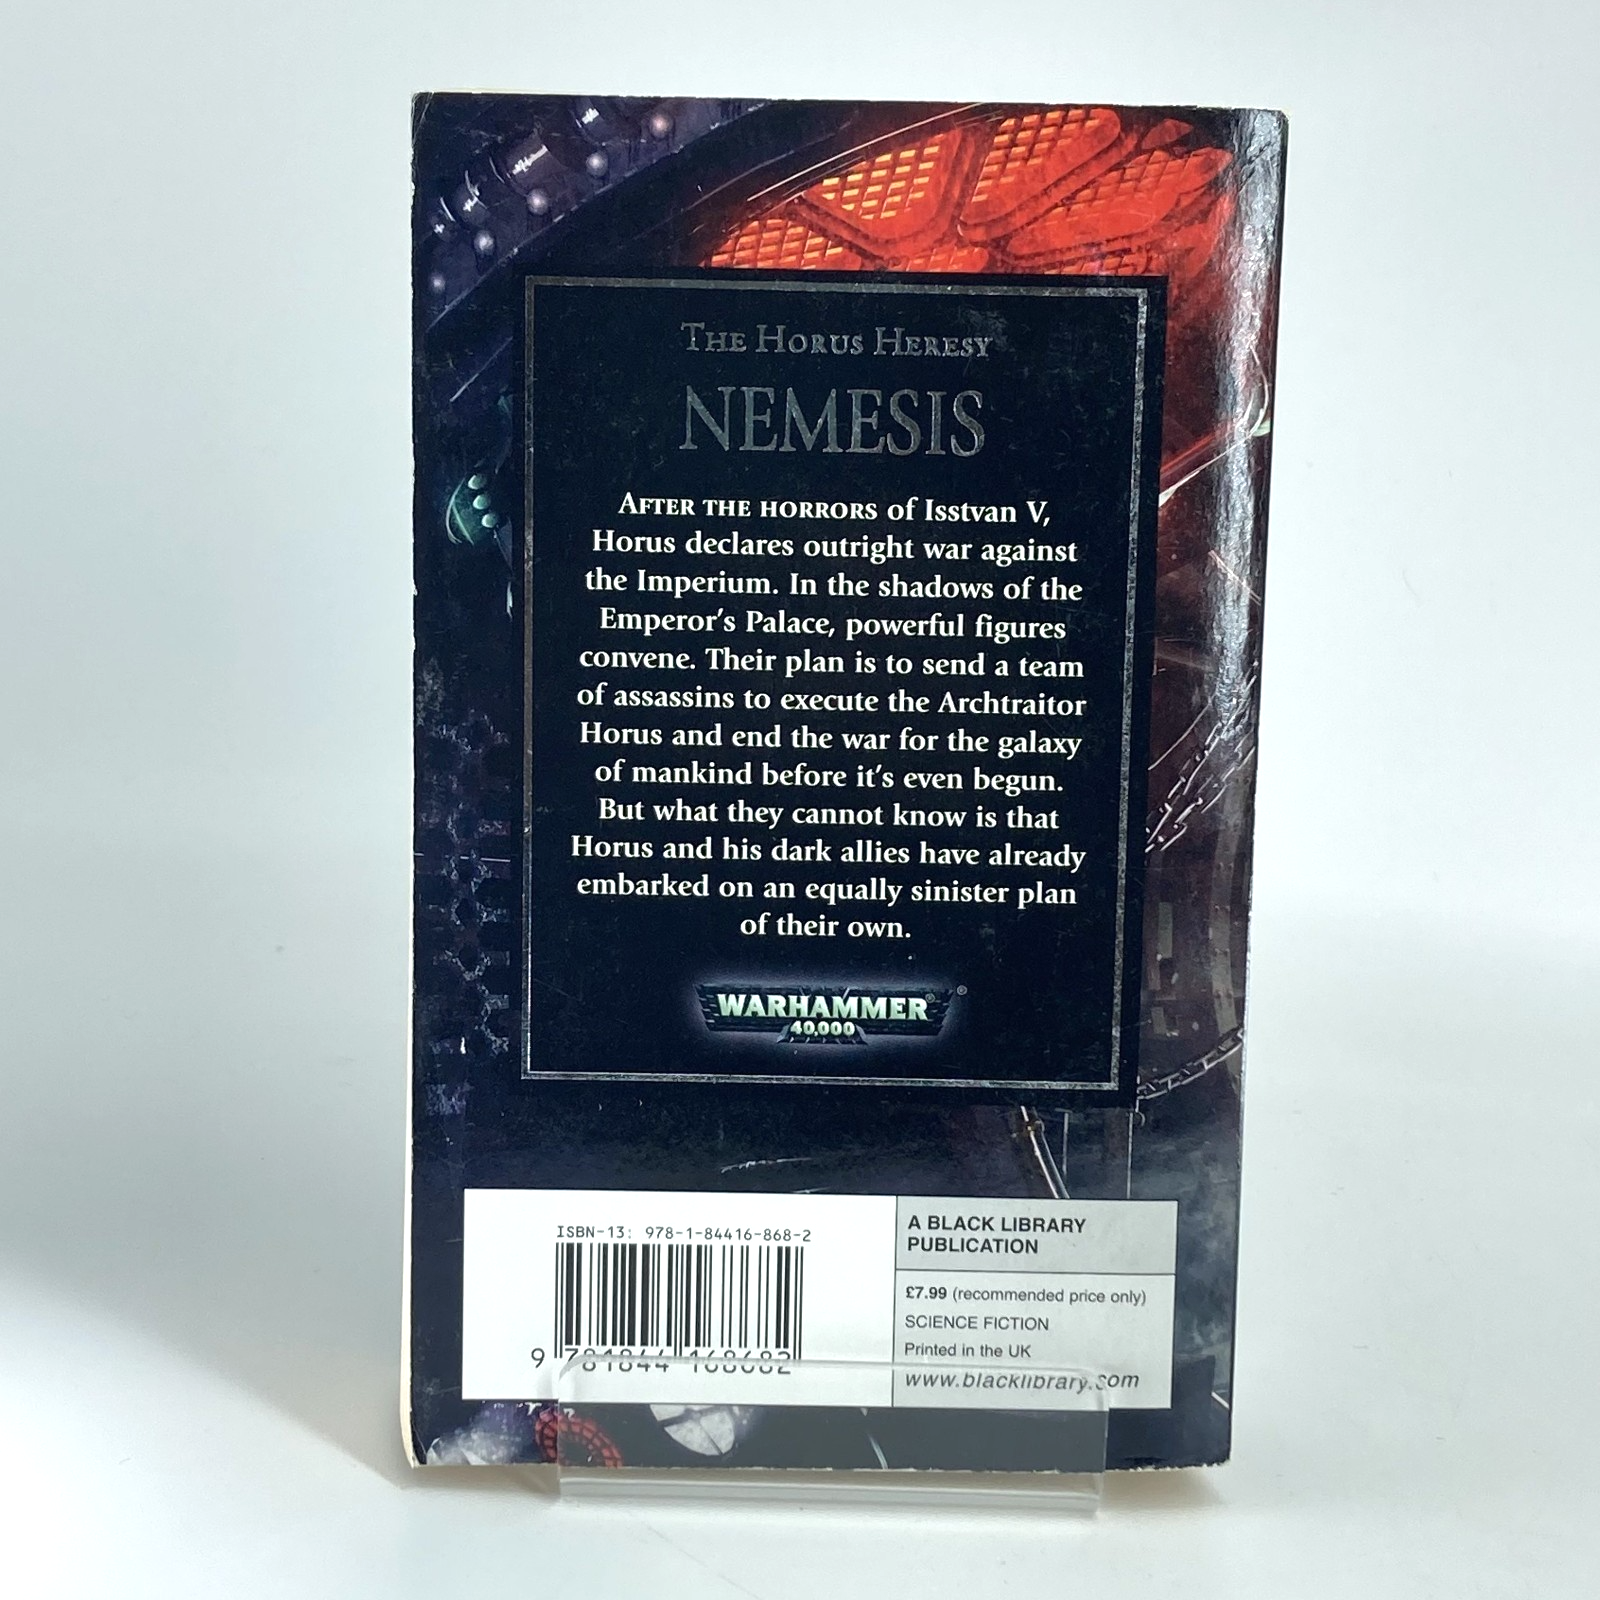 THE HORUS HERESY
NEMESIS
AFTER THE HORRORS of Isstvan V,
Horus declares outright war against
the Imperium. In the shadows of the
Emperor's Palace, powerful figures
convene. Their plan is to send a team
of assassins to execute the Archtraitor
Horus and end the war for the galaxy
of mankind before it's even begun.
But what they cannot know is that
Horus and his dark allies have already
embarked on an equally sinister plan
of their own.
WARHAMMER®
40,000
®
ISBN-13: 978-1-84416-868-2
9 781844 168682
A BLACK LIBRARY
PUBLICATION
£7.99 (recommended price only)
SCIENCE FICTION
Printed in the UK
www.blacklibrary.com